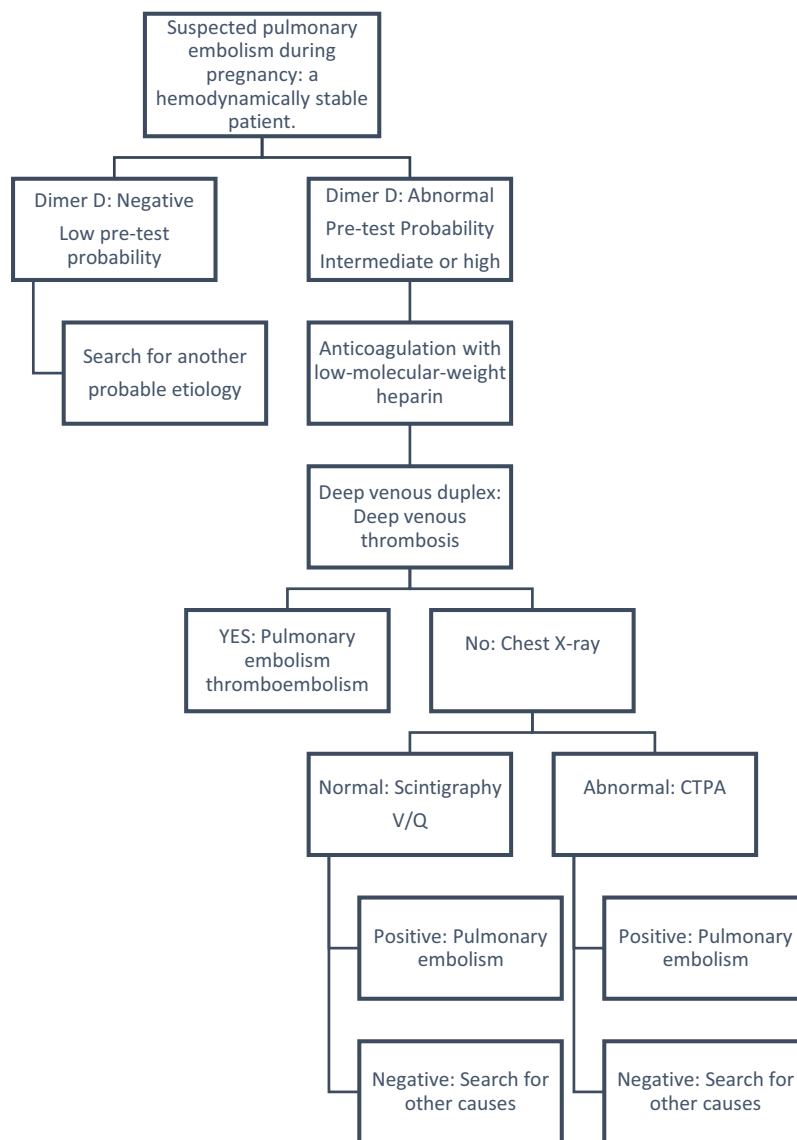 Suspected pulmonary
embolism during
pregnancy: a
hemodynamically stable
patient.
Dimer D: Negative
Low pre-test
probability
Dimer D: Abnormal
Pre-test Probability
Intermediate or high
Search for another
probable etiology
Anticoagulation with
low-molecular-weight
heparin
Deep venous duplex:
Deep venous
thrombosis
YES: Pulmonary
embolism
thromboembolism
No: Chest X-ray
Normal: Scintigraphy
V/Q
Abnormal: CTPA
Positive: Pulmonary
embolism
Positive: Pulmonary
embolism
Negative: Search for
other causes
Negative: Search for
other causes